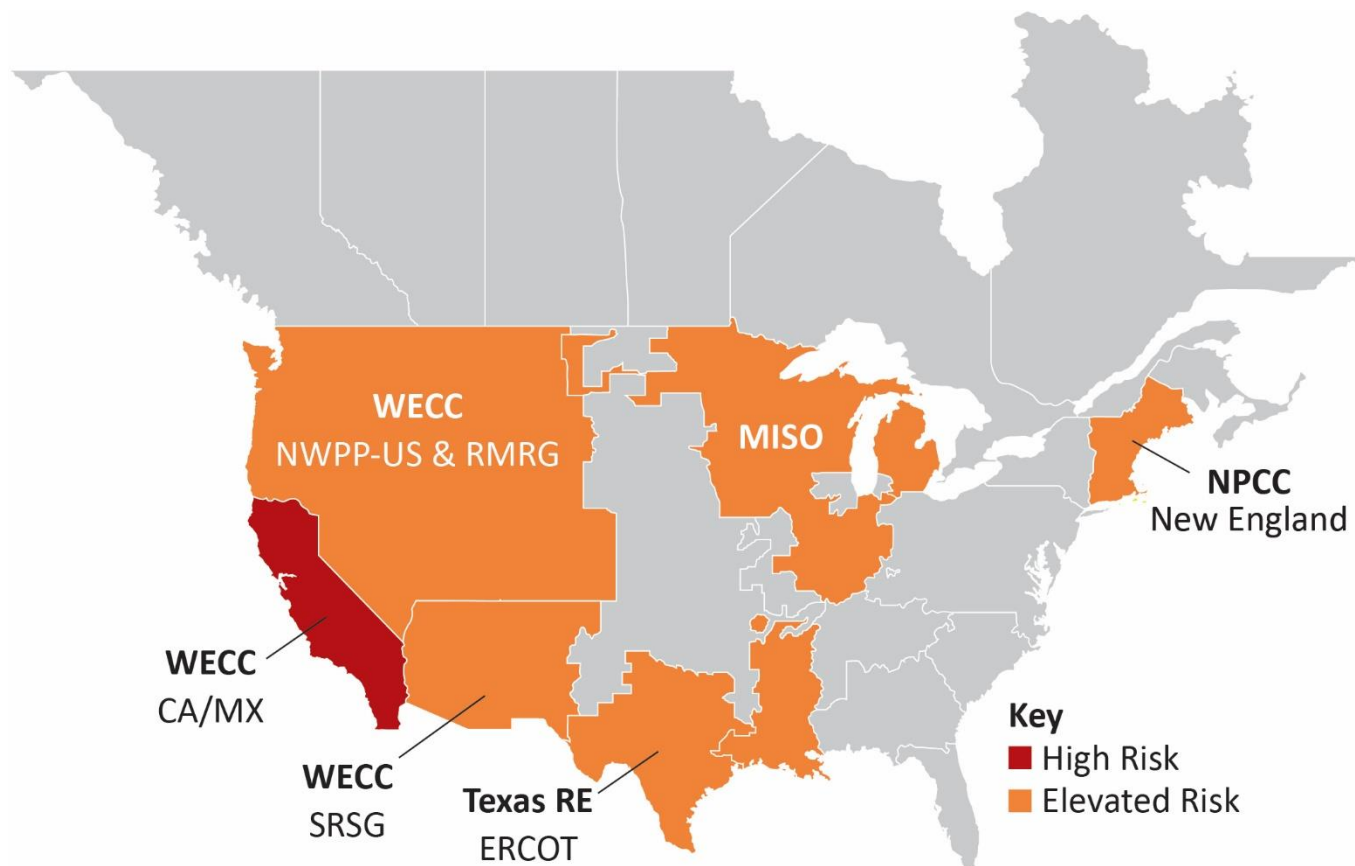 WECC
NWPP-US & RMRG
MISO
NPCC
New England
WECC
CA/MX
WECC
SRSG
Texas RE
ERCOT
Key
High Risk
Elevated Risk